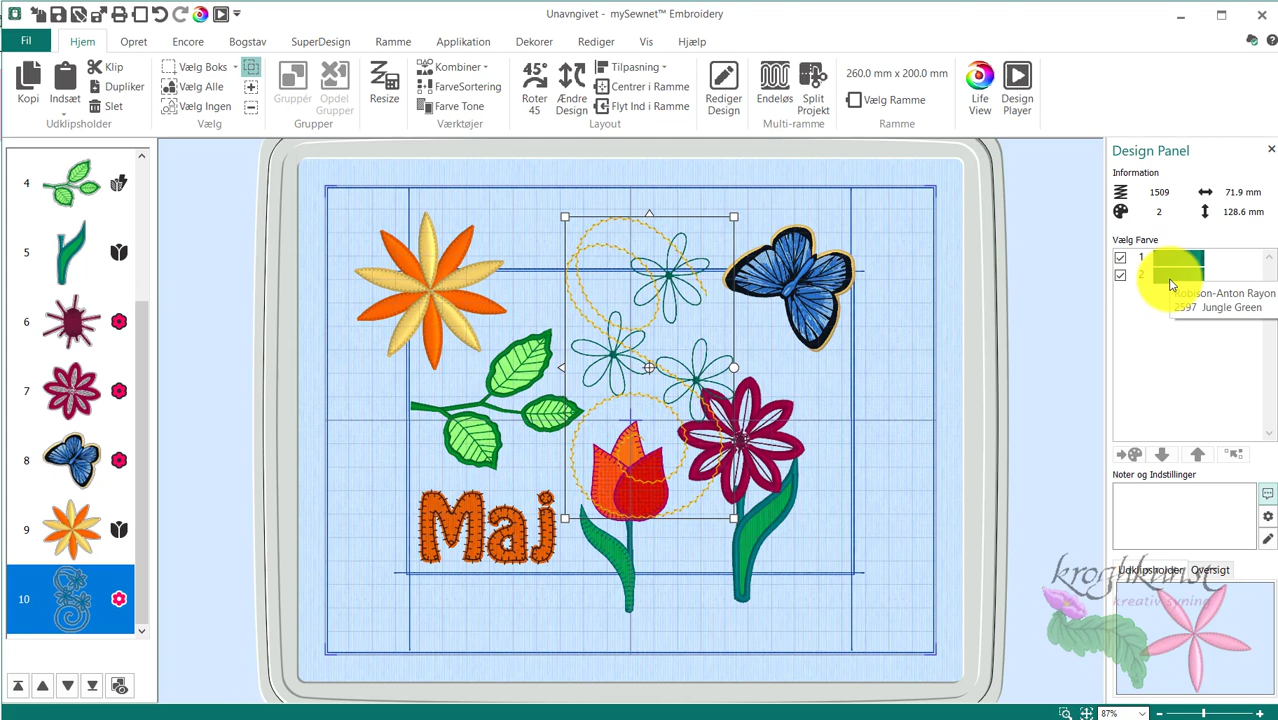 Unavngivet - mySewnet™ Embroidery
Fil Hjem Opret Encore Bogstav SuperDesign Ramme Applikation Dekorer Rediger Vis Hjælp
Kopi Indsæt Klip Dupliker Slet
Udklipsholder
Vælg Boks Vælg Alle Vælg Ingen
Vælg
Gruppér Opdel Grupper
Grupper
Resize
Kombiner FarveSortering Farve Tone
Værktøjer
Roter 45 Ændre Design
Tilpasning Centrer i Ramme Flyt Ind i Ramme
Layout
Rediger Design
Endeløs Split Projekt
Multi-ramme
260.0 mm x 200.0 mm
Vælg Ramme
Ramme
Life View Design Player
4
5
6
7
8
9
10
Maj
Design Panel
Information
1509 71.9 mm
2 128.6 mm
Vælg Farve
1
2
Robison-Anton Rayon
2597 Jungle Green
Noter og Indstillinger
Udklipsholder Oversigt
kroghkunst
kreativ syning
87%